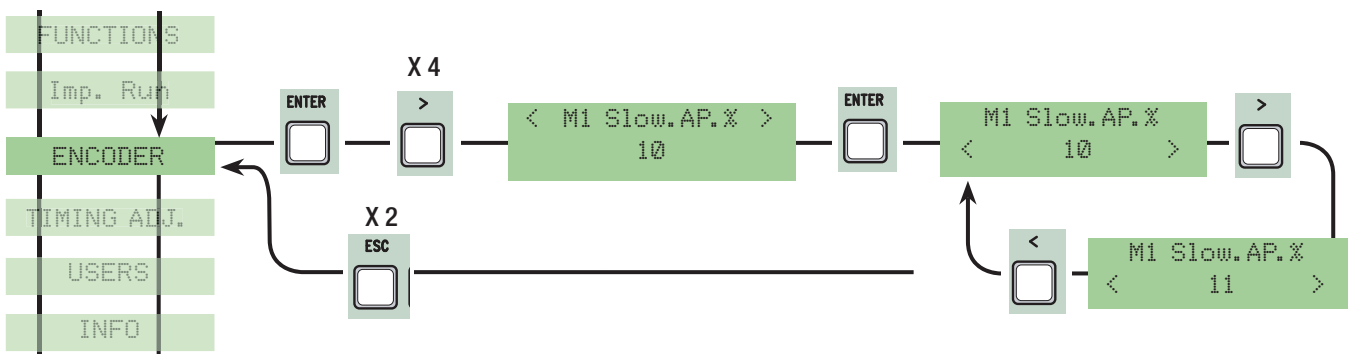 FUNCTIONS
Imp. Run
ENCODER
TIMING ADJ.
USERS
INFO
ENTER
X 4
>
< M1 Slow.AP.% >
10
ENTER
M1 Slow.AP.%
< 10 >
>
M1 Slow.AP.%
< 11 >
<
X 2
ESC